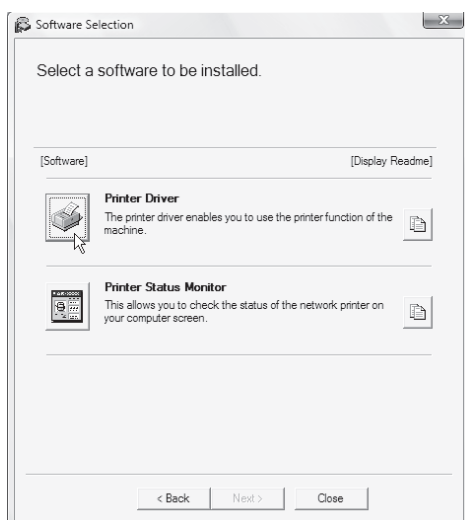 Software Selection
Select a software to be installed.
[Software] [Display Readme]
Printer Driver
The printer driver enables you to use the printer function of the
machine.
Printer Status Monitor
This allows you to check the status of the network printer on
your computer screen.
< Back Next > Close